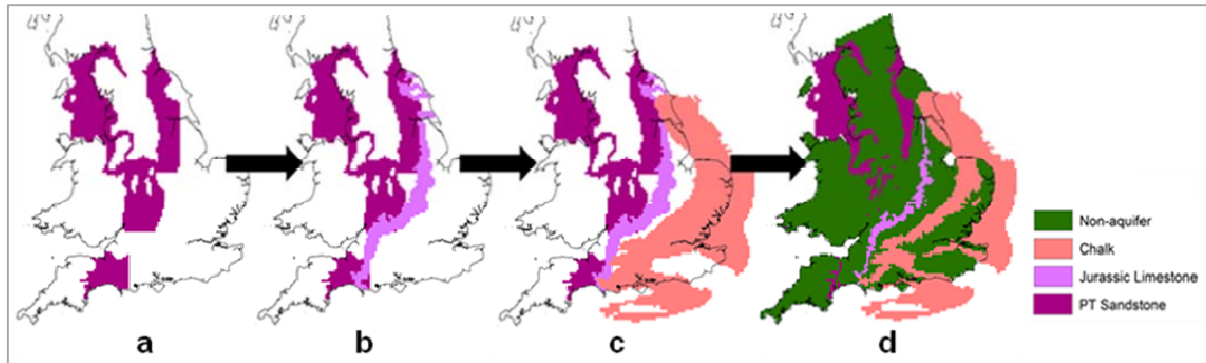 Non-aquifer
Chalk
Jurassic Limestone
PT Sandstone
a
b
c
d